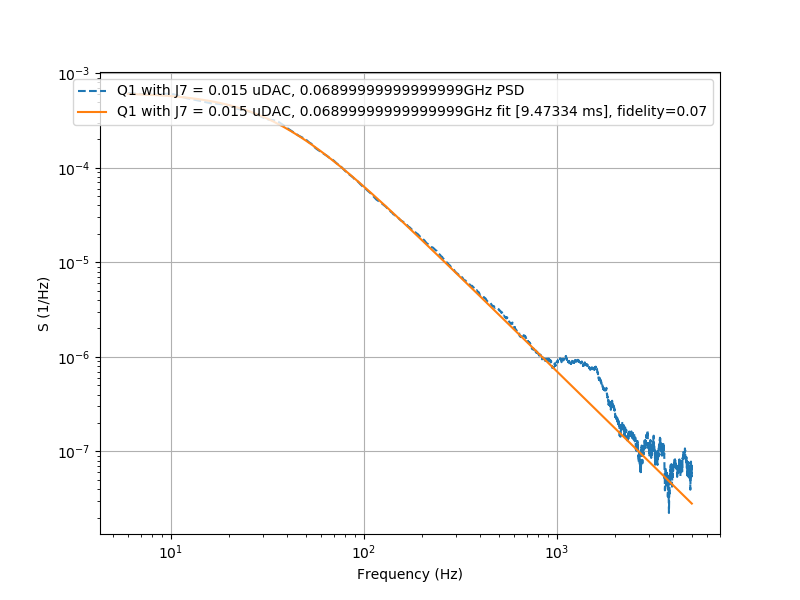 10⁻³
Q1 with J7 = 0.015 uDAC, 0.06899999999999999GHz PSD
Q1 with J7 = 0.015 uDAC, 0.06899999999999999GHz fit [9.47334 ms], fidelity=0.07
10⁻⁴
10⁻⁵
10⁻⁶
10⁻⁷
S (1/Hz)
10¹ 10² 10³
Frequency (Hz)